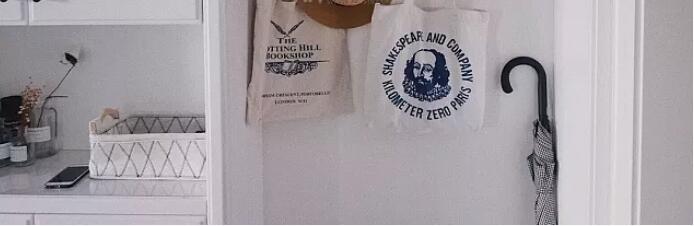 THE
OTTING HILL
BOOKSHOP
LONDON W11
SHAKESPEARE AND COMPANY
KILOMETER ZERO PARIS